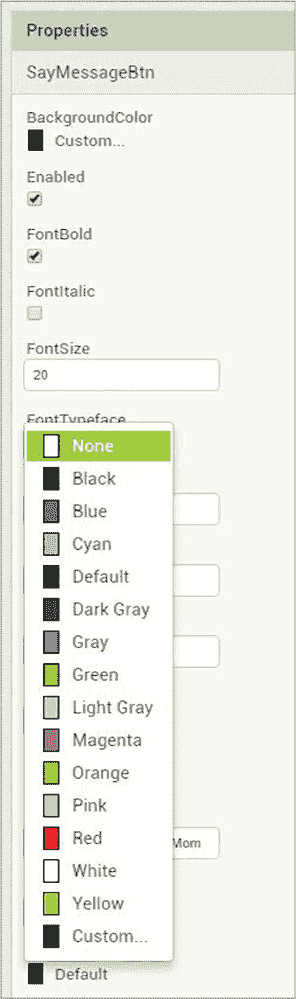 Properties
SayMessageBtn
BackgroundColor
Custom...
Enabled
FontBold
FontItalic
FontSize
20
FontTypeface
None
Black
Blue
Cyan
Default
Dark Gray
Gray
Green
Light Gray
Magenta
Orange
Pink
Red
Mom
White
Yellow
Custom...
Default